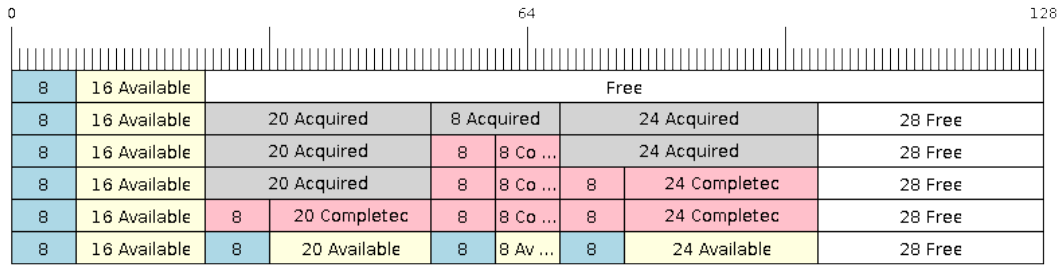 0 64 128
8 16 Available Free
8 16 Available 20 Acquired 8 Acquired 24 Acquired 28 Free
8 16 Available 20 Acquired 8 8 Co ... 24 Acquired 28 Free
8 16 Available 20 Acquired 8 8 Co ... 8 24 Completed 28 Free
8 16 Available 8 20 Completed 8 8 Co ... 8 24 Completed 28 Free
8 16 Available 8 20 Available 8 8 Av ... 8 24 Available 28 Free